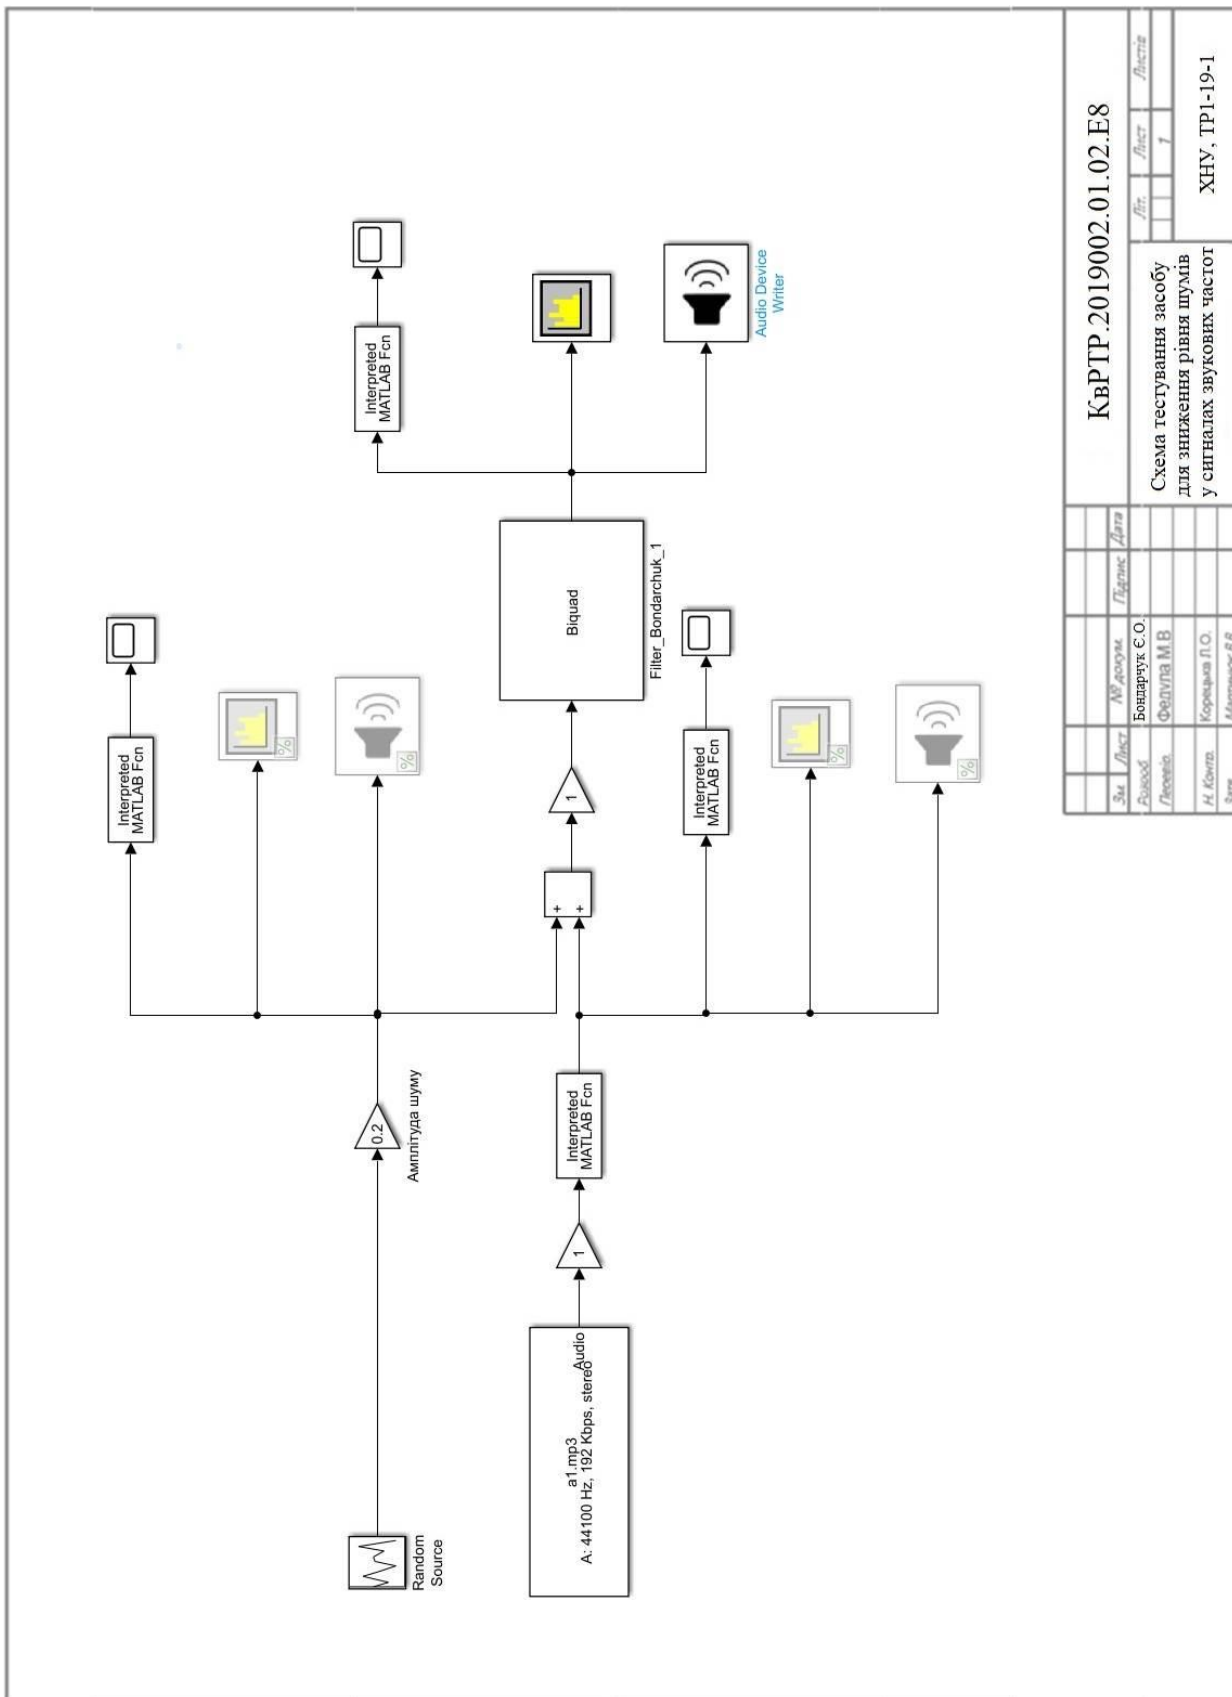 Interpreted
MATLAB Fcn
Random
Source
0.2
Амплітуда шуму
%
%
Interpreted
MATLAB Fcn
a1.mp3
A: 44100 Hz, 192 Kbps, stereo
Audio
1
Interpreted
MATLAB Fcn
+
+
1
Biquad
Filter_Bondarchuk_1
Audio Device
Writer
Interpreted
MATLAB Fcn
%
%
КвРТР.2019002.01.02.Е8
Зм. Лист № докум. Підпис Дата
Розроб. Бондарчук Є.О.
Перевір. Федула М.В
Н. Контр. Корецька Л.О.
Схема тестування засобу
для зниження рівня шумів
у сигналах звукових частот
Літ. Лист Листів
1
ХНУ, ТР1-19-1